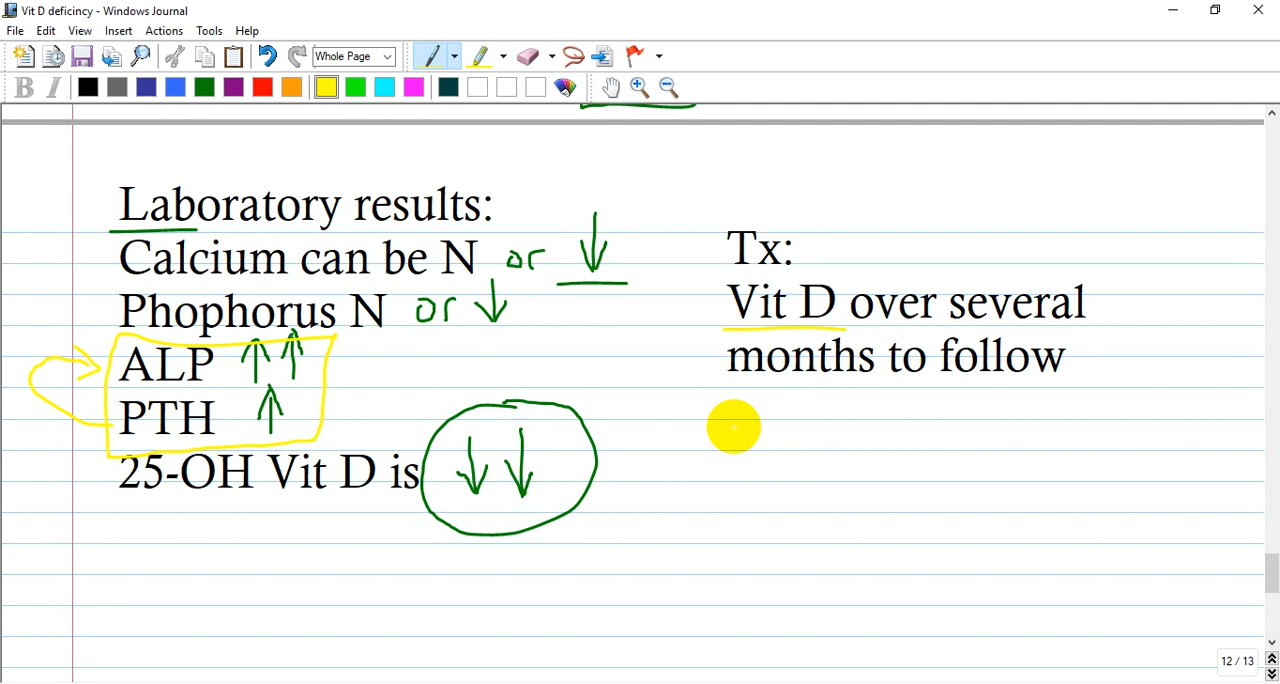 Vit D deficincy - Windows Journal
File Edit View Insert Actions Tools Help
Whole Page
B I
Laboratory results:
Calcium can be N or ↓
Phophorus N or ↓
ALP ↑↑
PTH ↑
25-OH Vit D is ↓↓
Tx:
Vit D over several
months to follow
12 / 13